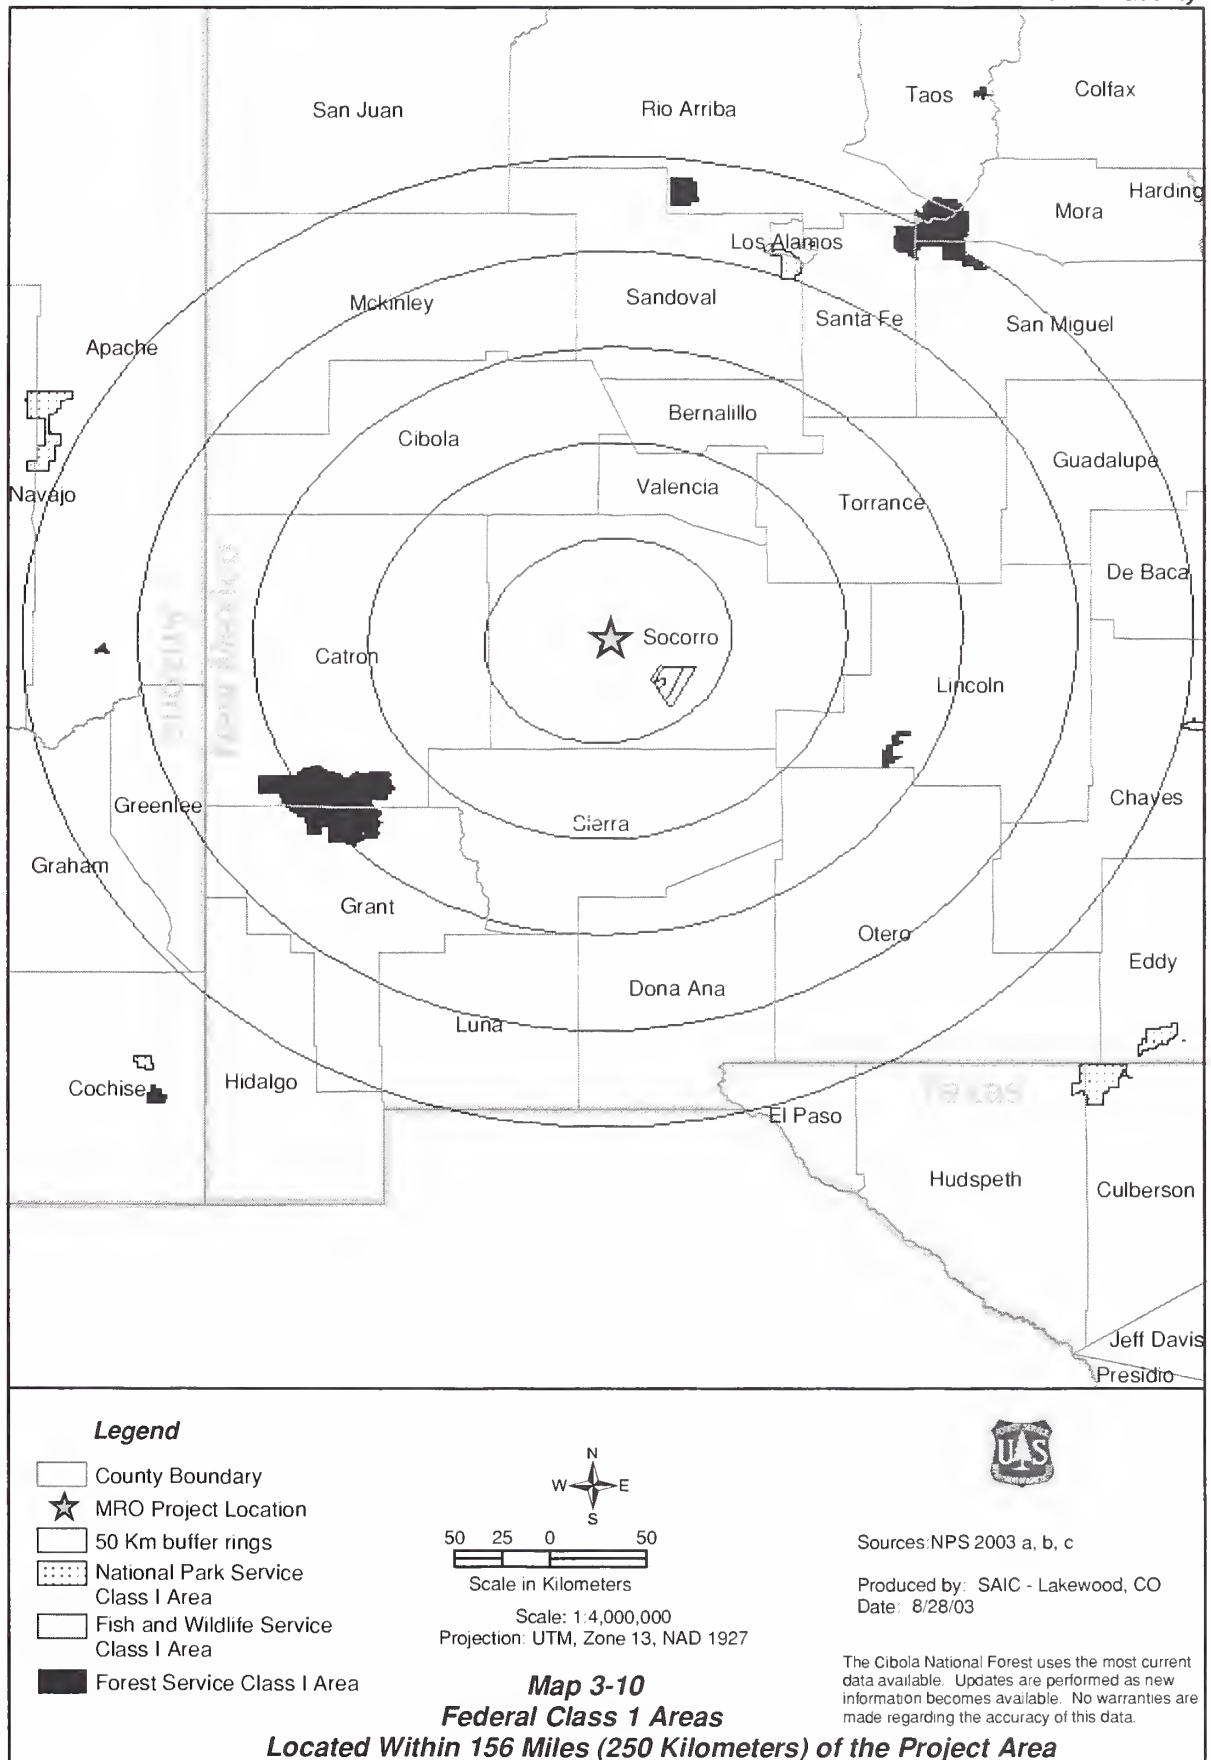 San Juan
Rio Arriba
Taos
Colfax
Harding
Mora
Los Alamos
Mckinley
Sandoval
Santa Fe
San Miguel
Apache
Bernalillo
Cibola
Guadalupe
Valencia
Navajo
Torrance
De Baca
Arizona
New Mexico
Socorro
Catron
Lincoln
Greenlee
Chaves
Sierra
Graham
Grant
Otero
Eddy
Dona Ana
Luna
Cochise
Hidalgo
Texas
El Paso
Hudspeth
Culberson
Jeff Davis
Presidio
Legend
County Boundary
MRO Project Location
50 Km buffer rings
National Park Service
Class I Area
Fish and Wildlife Service
Class I Area
Forest Service Class I Area
N
W E
S
50 25 0 50
Scale in Kilometers
Scale: 1:4,000,000
Projection: UTM, Zone 13, NAD 1927
FOREST SERVICE
U S
Sources:NPS 2003 a, b, c
Produced by: SAIC - Lakewood, CO
Date: 8/28/03
The Cibola National Forest uses the most current
data available. Updates are performed as new
information becomes available. No warranties are
made regarding the accuracy of this data.
Map 3-10
Federal Class 1 Areas
Located Within 156 Miles (250 Kilometers) of the Project Area